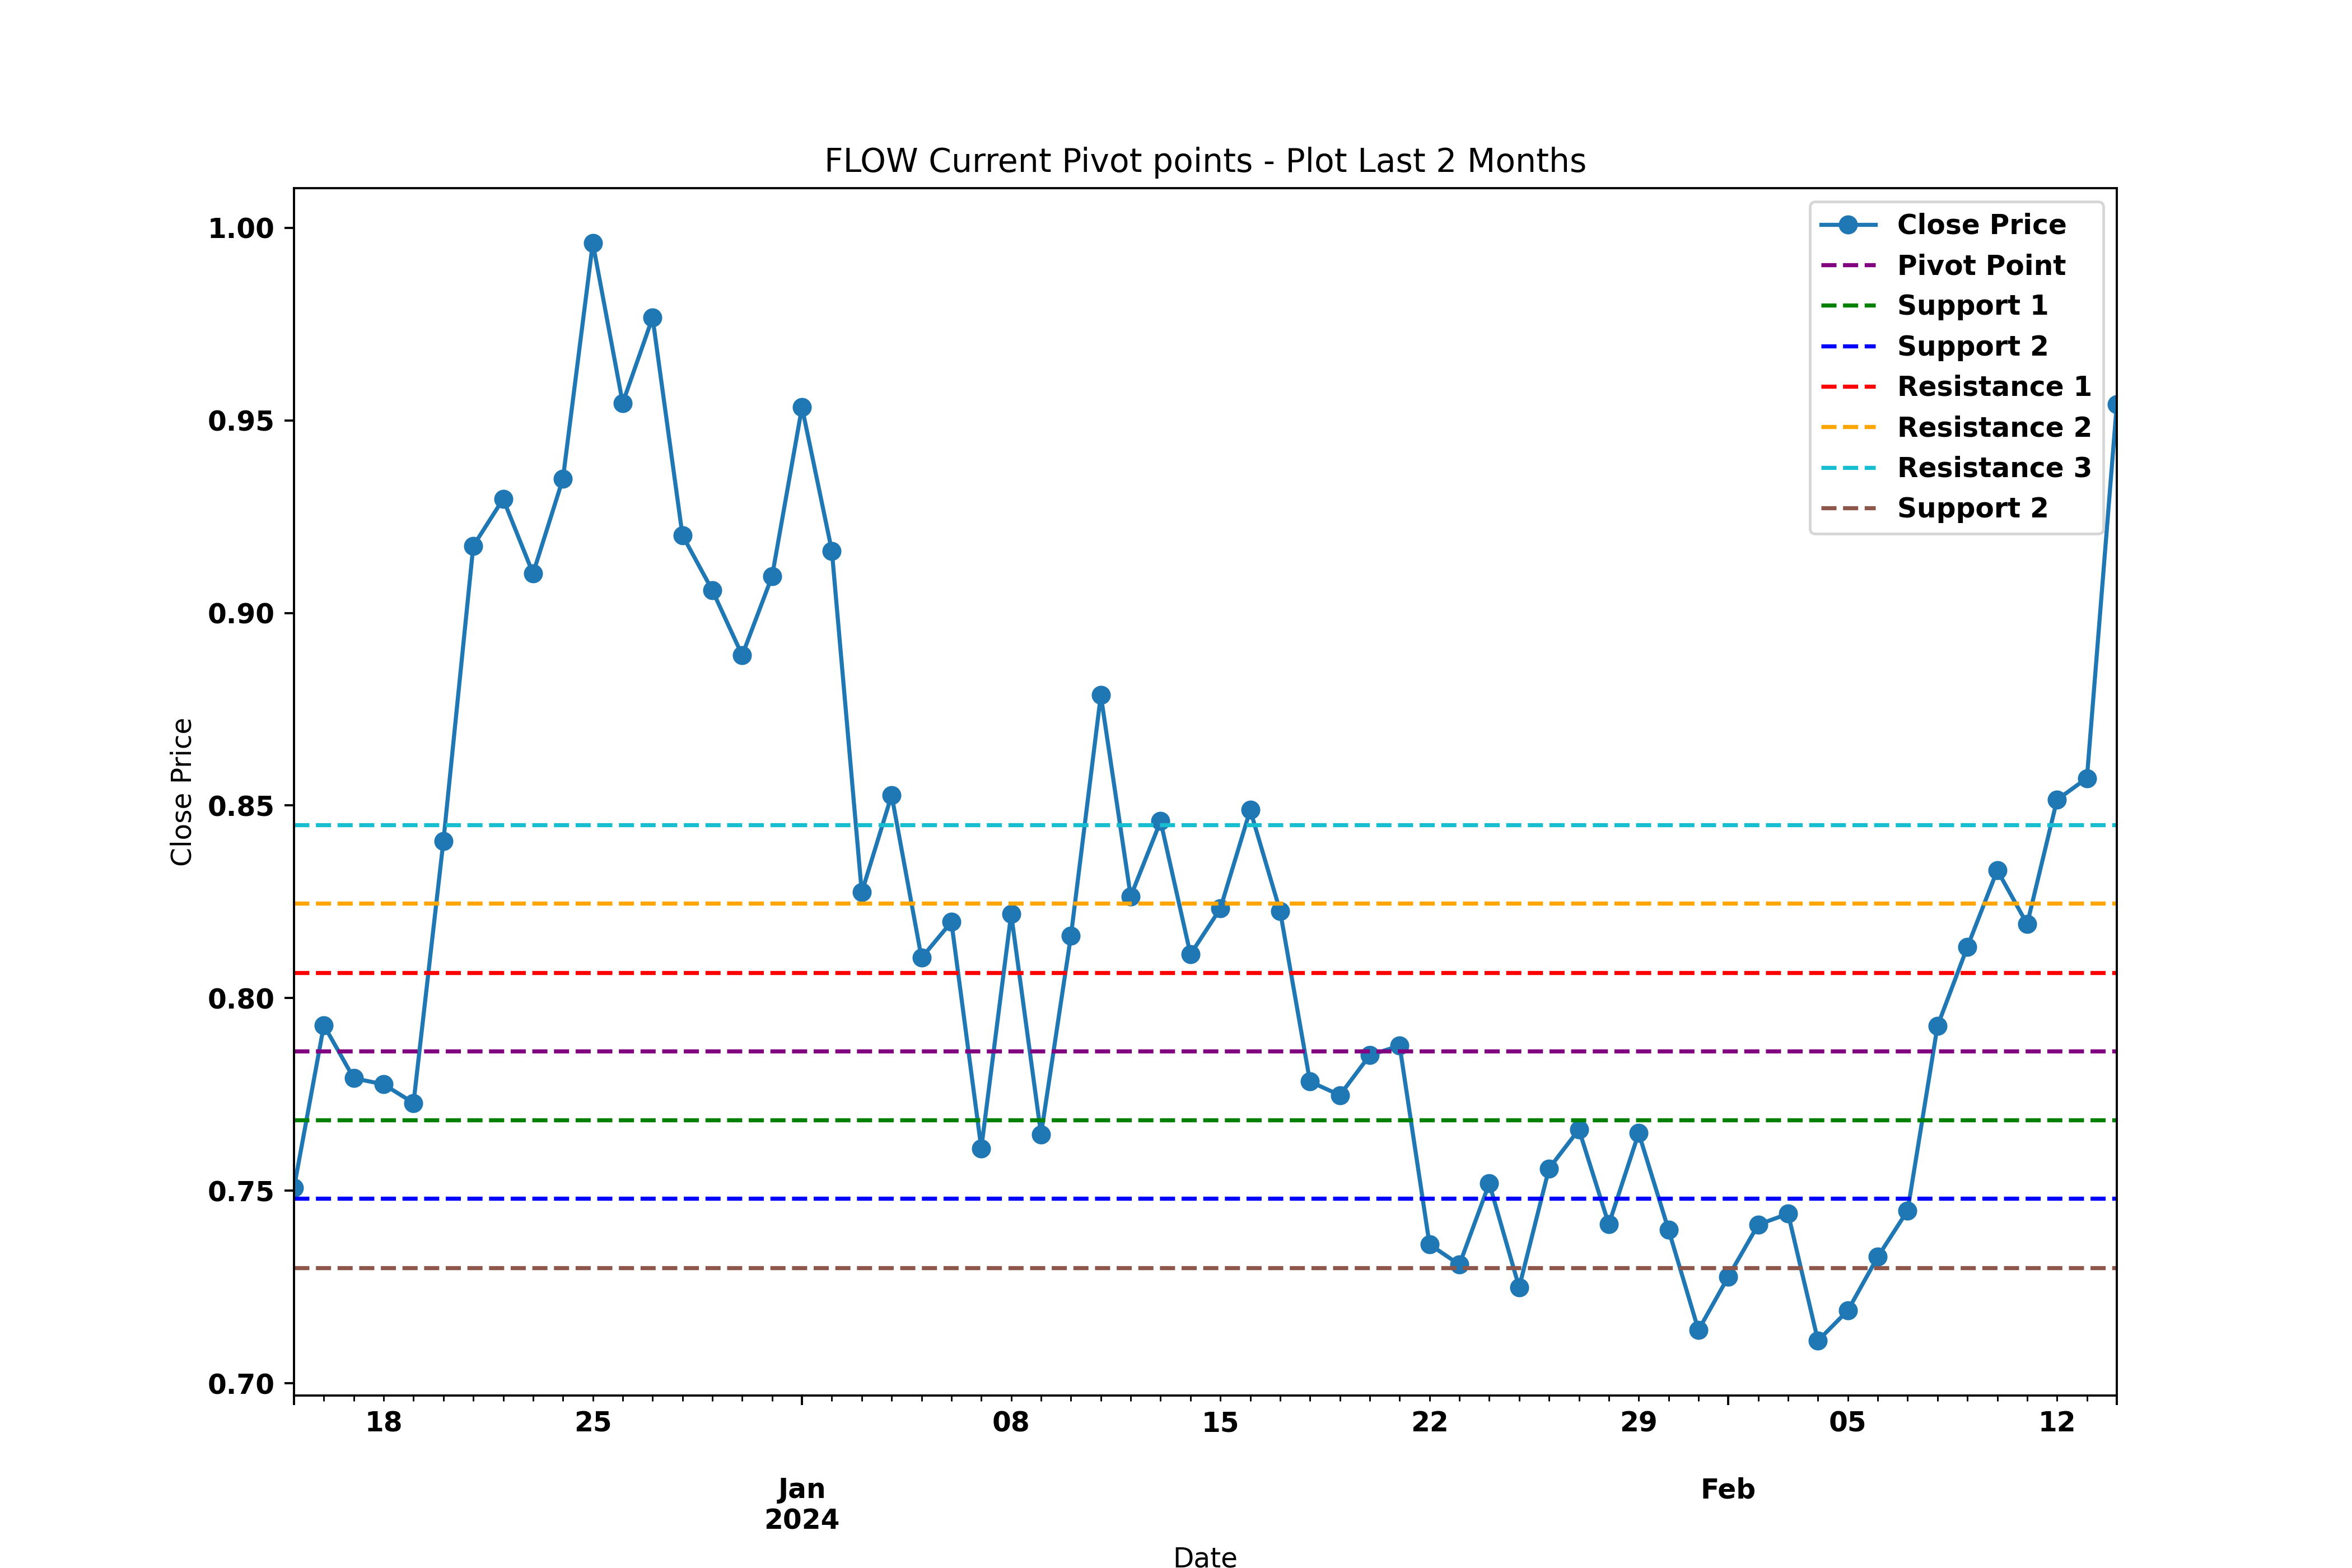 FLOW Current Pivot points - Plot Last 2 Months
Close Price
Pivot Point
Support 1
Support 2
Resistance 1
Resistance 2
Resistance 3
Support 2
1.00
0.95
0.90
0.85
0.80
0.75
0.70
Close Price
18 25 08 15 22 29 05 12
Jan Feb
2024
Date